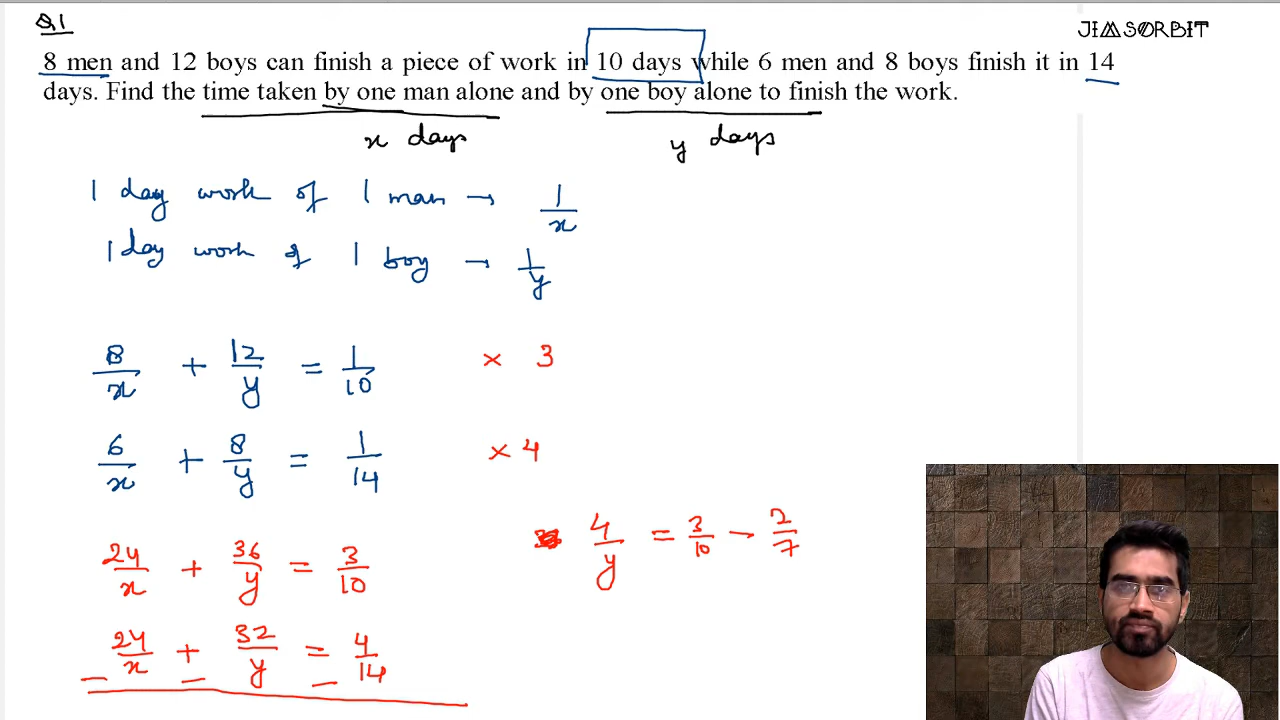 Q.1
JIMSORBIT
8 men and 12 boys can finish a piece of work in 10 days while 6 men and 8 boys finish it in 14
days. Find the time taken by one man alone and by one boy alone to finish the work.
x days y days
1 day work of 1 man → 1/x
1 day work of 1 boy → 1/y
8/x + 12/y = 1/10 × 3
6/x + 8/y = 1/14 × 4
4/y = 3/10 - 2/7
24/x + 36/y = 3/10
24/x + 32/y = 4/14
- - -